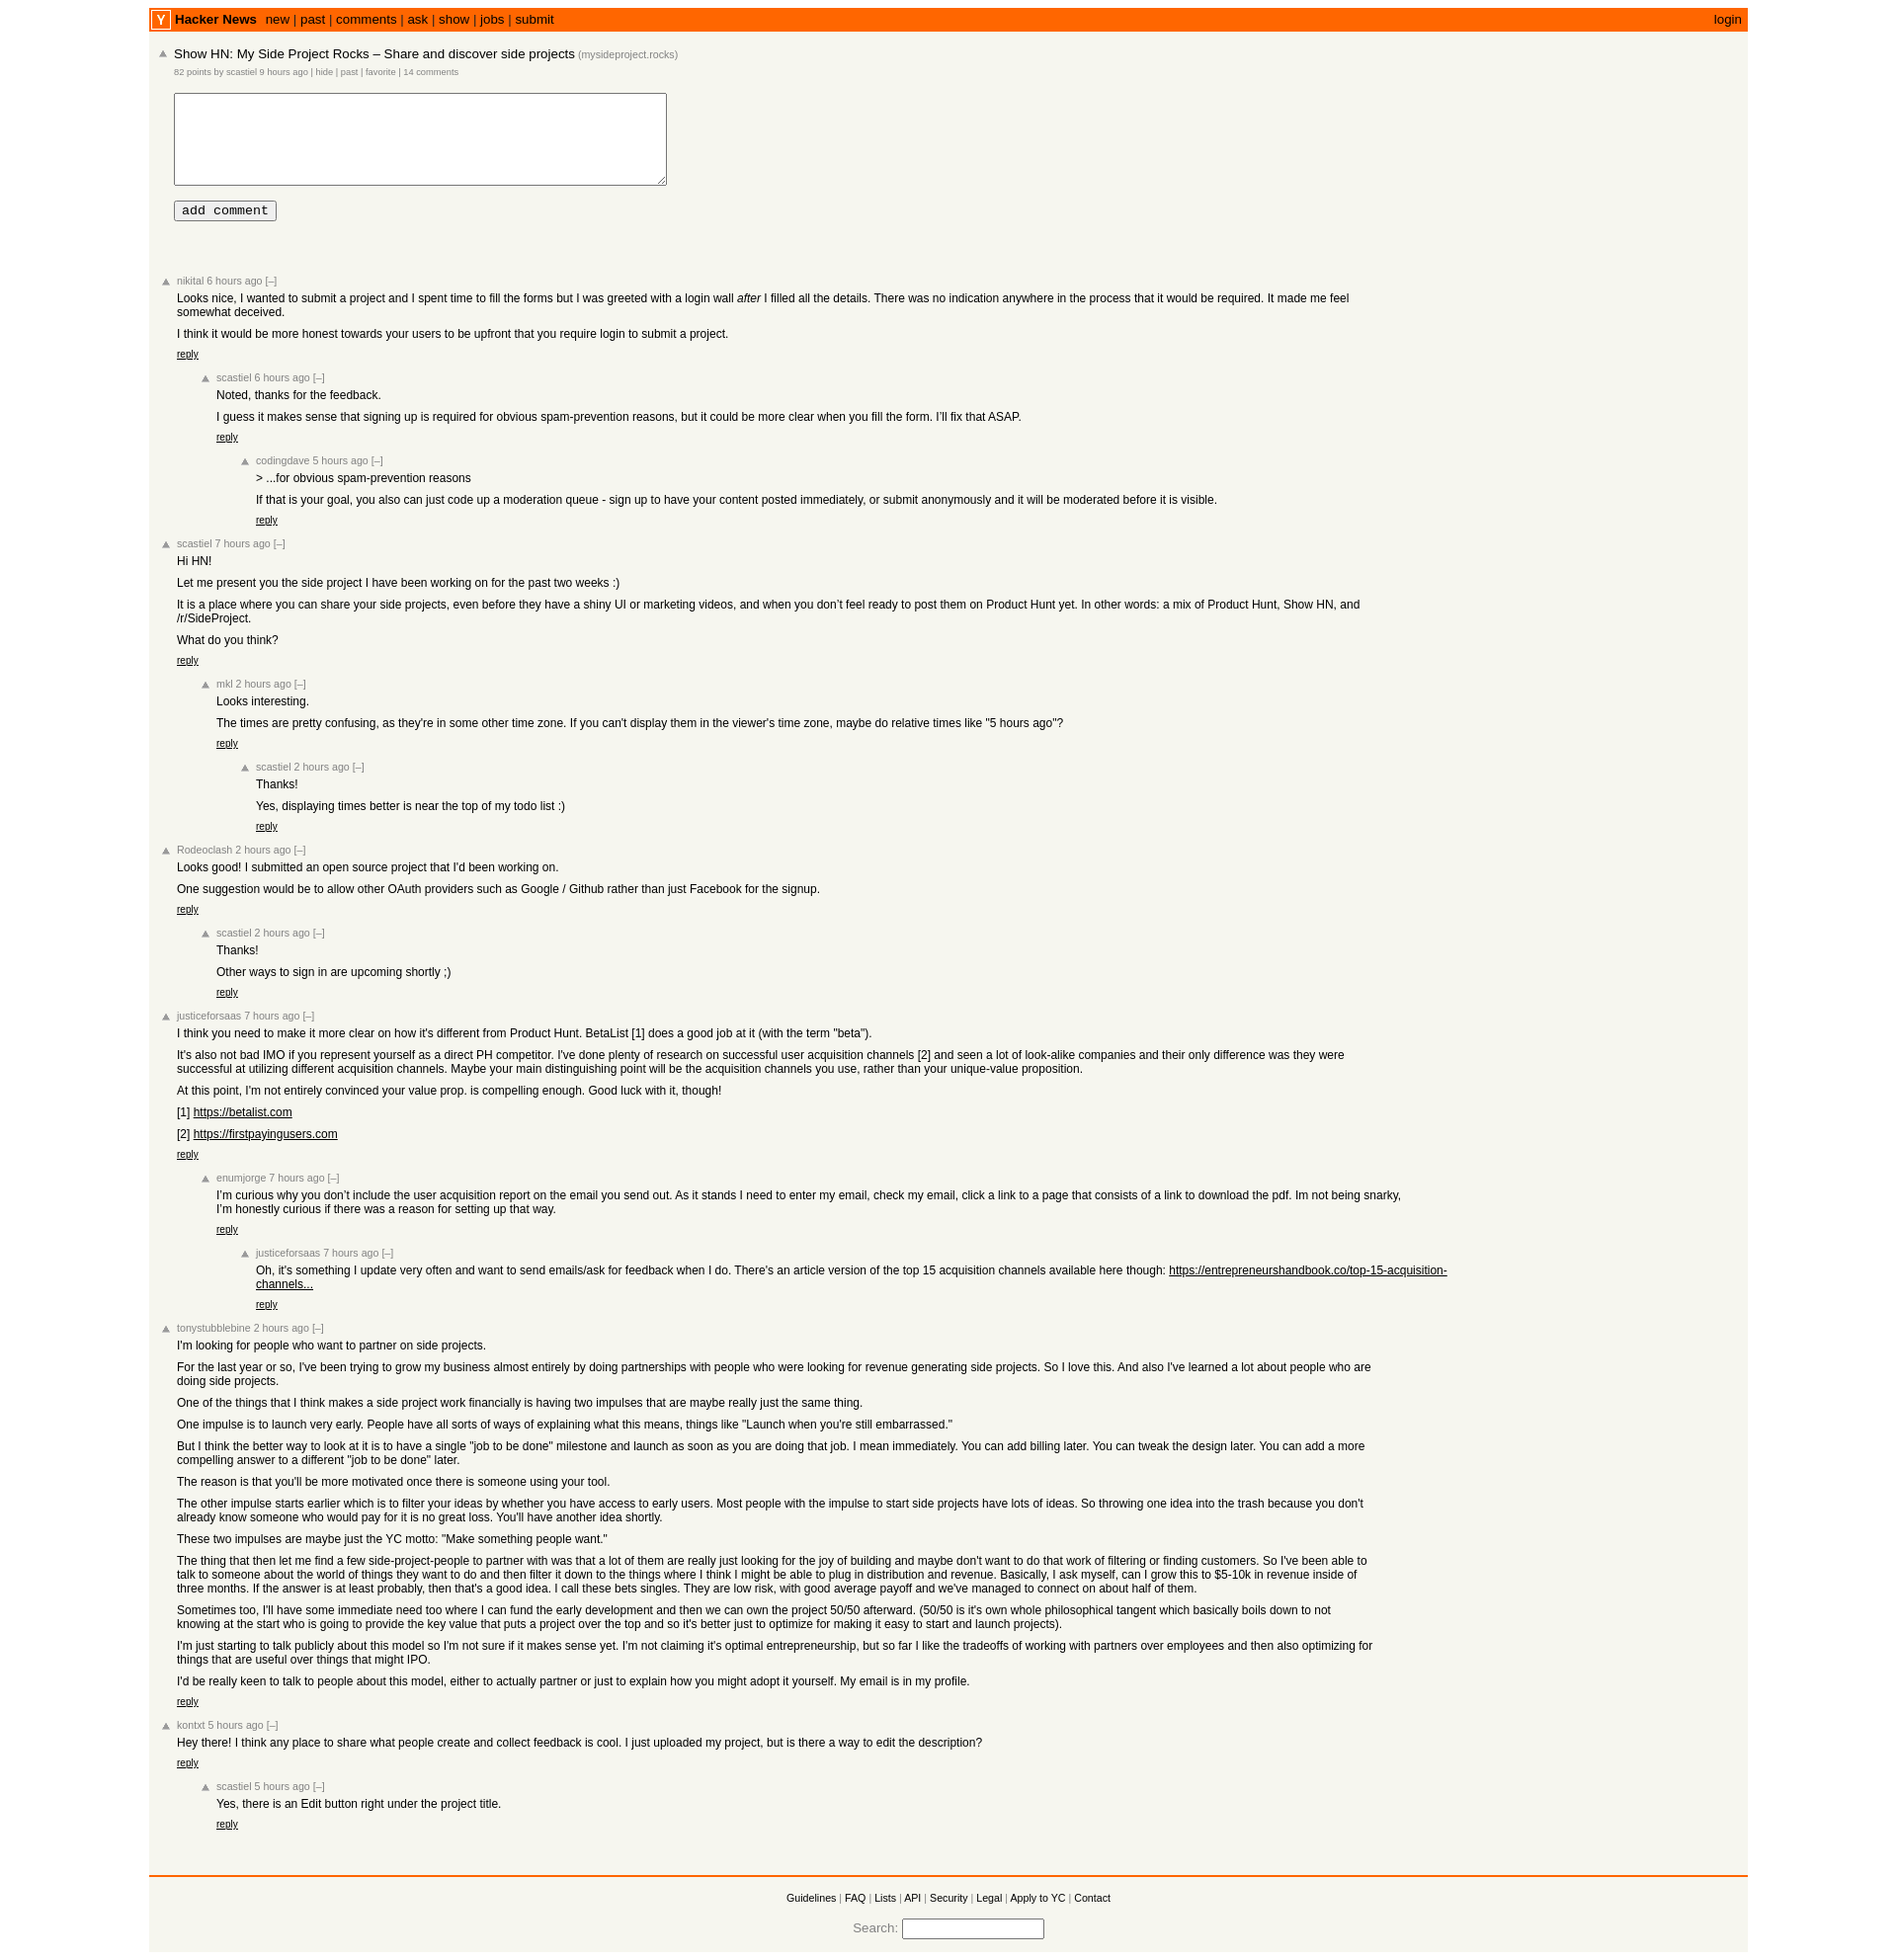 Y Hacker News new | past | comments | ask | show | jobs | submit login
Show HN: My Side Project Rocks – Share and discover side projects (mysideproject.rocks)
82 points by scastiel 9 hours ago | hide | past | favorite | 14 comments
add comment
nikital 6 hours ago [–]
Looks nice, I wanted to submit a project and I spent time to fill the forms but I was greeted with a login wall after I filled all the details. There was no indication anywhere in the process that it would be required. It made me feel
somewhat deceived.
I think it would be more honest towards your users to be upfront that you require login to submit a project.
reply
scastiel 6 hours ago [–]
Noted, thanks for the feedback.
I guess it makes sense that signing up is required for obvious spam-prevention reasons, but it could be more clear when you fill the form. I’ll fix that ASAP.
reply
codingdave 5 hours ago [–]
> ...for obvious spam-prevention reasons
If that is your goal, you also can just code up a moderation queue - sign up to have your content posted immediately, or submit anonymously and it will be moderated before it is visible.
reply
scastiel 7 hours ago [–]
Hi HN!
Let me present you the side project I have been working on for the past two weeks :)
It is a place where you can share your side projects, even before they have a shiny UI or marketing videos, and when you don’t feel ready to post them on Product Hunt yet. In other words: a mix of Product Hunt, Show HN, and
/r/SideProject.
What do you think?
reply
mkl 2 hours ago [–]
Looks interesting.
The times are pretty confusing, as they're in some other time zone. If you can't display them in the viewer's time zone, maybe do relative times like "5 hours ago"?
reply
scastiel 2 hours ago [–]
Thanks!
Yes, displaying times better is near the top of my todo list :)
reply
Rodeoclash 2 hours ago [–]
Looks good! I submitted an open source project that I'd been working on.
One suggestion would be to allow other OAuth providers such as Google / Github rather than just Facebook for the signup.
reply
scastiel 2 hours ago [–]
Thanks!
Other ways to sign in are upcoming shortly ;)
reply
justiceforsaas 7 hours ago [–]
I think you need to make it more clear on how it's different from Product Hunt. BetaList [1] does a good job at it (with the term "beta").
It's also not bad IMO if you represent yourself as a direct PH competitor. I've done plenty of research on successful user acquisition channels [2] and seen a lot of look-alike companies and their only difference was they were
successful at utilizing different acquisition channels. Maybe your main distinguishing point will be the acquisition channels you use, rather than your unique-value proposition.
At this point, I'm not entirely convinced your value prop. is compelling enough. Good luck with it, though!
[1] https://betalist.com
[2] https://firstpayingusers.com
reply
enumjorge 7 hours ago [–]
I’m curious why you don’t include the user acquisition report on the email you send out. As it stands I need to enter my email, check my email, click a link to a page that consists of a link to download the pdf. Im not being snarky,
I’m honestly curious if there was a reason for setting up that way.
reply
justiceforsaas 7 hours ago [–]
Oh, it's something I update very often and want to send emails/ask for feedback when I do. There's an article version of the top 15 acquisition channels available here though: https://entrepreneurshandbook.co/top-15-acquisition-
channels...
reply
tonystubblebine 2 hours ago [–]
I'm looking for people who want to partner on side projects.
For the last year or so, I've been trying to grow my business almost entirely by doing partnerships with people who were looking for revenue generating side projects. So I love this. And also I've learned a lot about people who are
doing side projects.
One of the things that I think makes a side project work financially is having two impulses that are maybe really just the same thing.
One impulse is to launch very early. People have all sorts of ways of explaining what this means, things like "Launch when you're still embarrassed."
But I think the better way to look at it is to have a single "job to be done" milestone and launch as soon as you are doing that job. I mean immediately. You can add billing later. You can tweak the design later. You can add a more
compelling answer to a different "job to be done" later.
The reason is that you'll be more motivated once there is someone using your tool.
The other impulse starts earlier which is to filter your ideas by whether you have access to early users. Most people with the impulse to start side projects have lots of ideas. So throwing one idea into the trash because you don't
already know someone who would pay for it is no great loss. You'll have another idea shortly.
These two impulses are maybe just the YC motto: "Make something people want."
The thing that then let me find a few side-project-people to partner with was that a lot of them are really just looking for the joy of building and maybe don't want to do that work of filtering or finding customers. So I've been able to
talk to someone about the world of things they want to do and then filter it down to the things where I think I might be able to plug in distribution and revenue. Basically, I ask myself, can I grow this to $5-10k in revenue inside of
three months. If the answer is at least probably, then that's a good idea. I call these bets singles. They are low risk, with good average payoff and we've managed to connect on about half of them.
Sometimes too, I'll have some immediate need too where I can fund the early development and then we can own the project 50/50 afterward. (50/50 is it's own whole philosophical tangent which basically boils down to not
knowing at the start who is going to provide the key value that puts a project over the top and so it's better just to optimize for making it easy to start and launch projects).
I'm just starting to talk publicly about this model so I'm not sure if it makes sense yet. I'm not claiming it's optimal entrepreneurship, but so far I like the tradeoffs of working with partners over employees and then also optimizing for
things that are useful over things that might IPO.
I'd be really keen to talk to people about this model, either to actually partner or just to explain how you might adopt it yourself. My email is in my profile.
reply
kontxt 5 hours ago [–]
Hey there! I think any place to share what people create and collect feedback is cool. I just uploaded my project, but is there a way to edit the description?
reply
scastiel 5 hours ago [–]
Yes, there is an Edit button right under the project title.
reply
Guidelines | FAQ | Lists | API | Security | Legal | Apply to YC | Contact
Search: